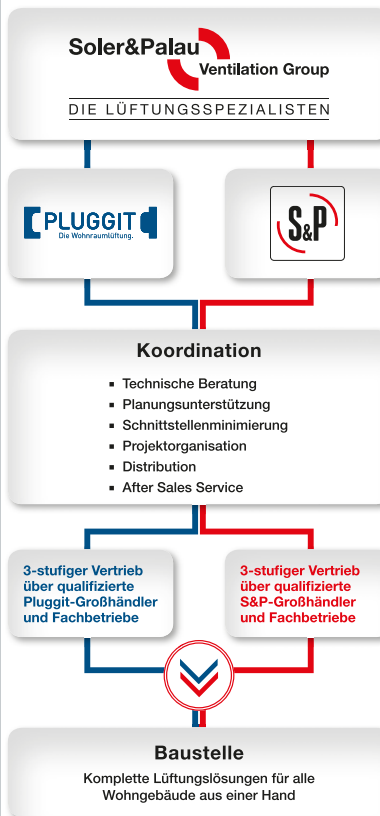 Soler&Palau
Ventilation Group
DIE LÜFTUNGSSPEZIALISTEN
PLUGGIT
Die Wohnraumlüftung.
S&P
Koordination
▪ Technische Beratung
▪ Planungsunterstützung
▪ Schnittstellenminimierung
▪ Projektorganisation
▪ Distribution
▪ After Sales Service
3-stufiger Vertrieb
über qualifizierte
Pluggit-Großhändler
und Fachbetriebe
3-stufiger Vertrieb
über qualifizierte
S&P-Großhändler
und Fachbetriebe
Baustelle
Komplette Lüftungslösungen für alle
Wohngebäude aus einer Hand